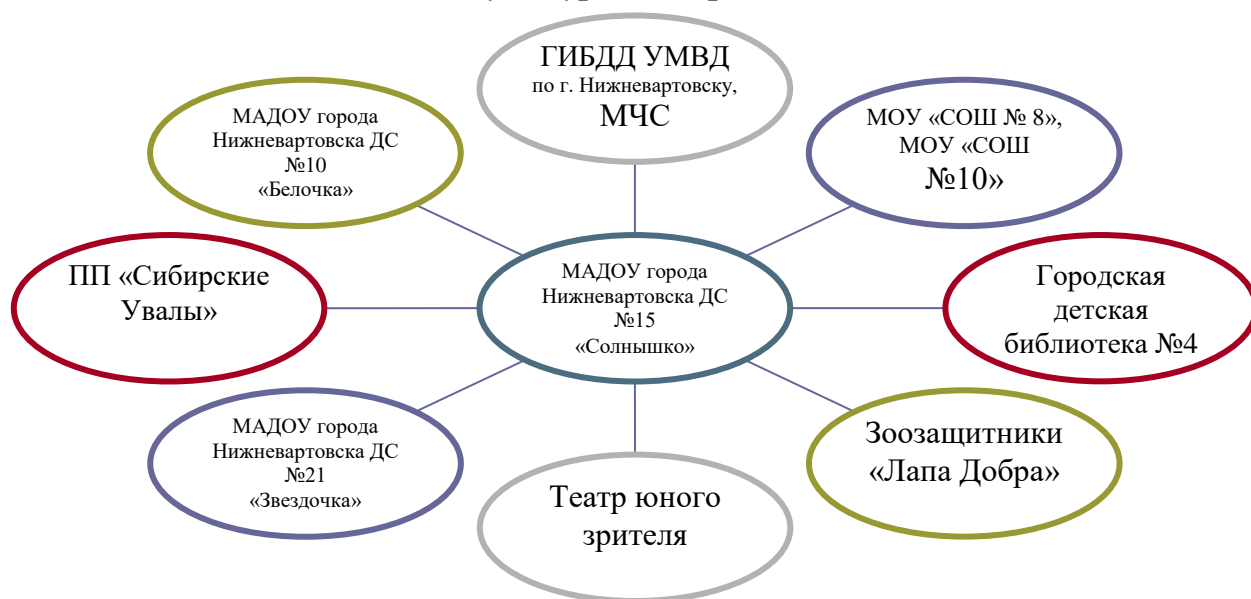 ГИБДД УМВД
по г. Нижневартовску,
МЧС
МАДОУ города
Нижневартовска ДС
№10
«Белочка»
МОУ «СОШ № 8»,
МОУ «СОШ
№10»
ПП «Сибирские
Увалы»
МАДОУ города
Нижневартовска ДС
№15
«Солнышко»
Городская
детская
библиотека №4
МАДОУ города
Нижневартовска ДС
№21
«Звездочка»
Зоозащитники
«Лапа Добра»
Театр юного
зрителя